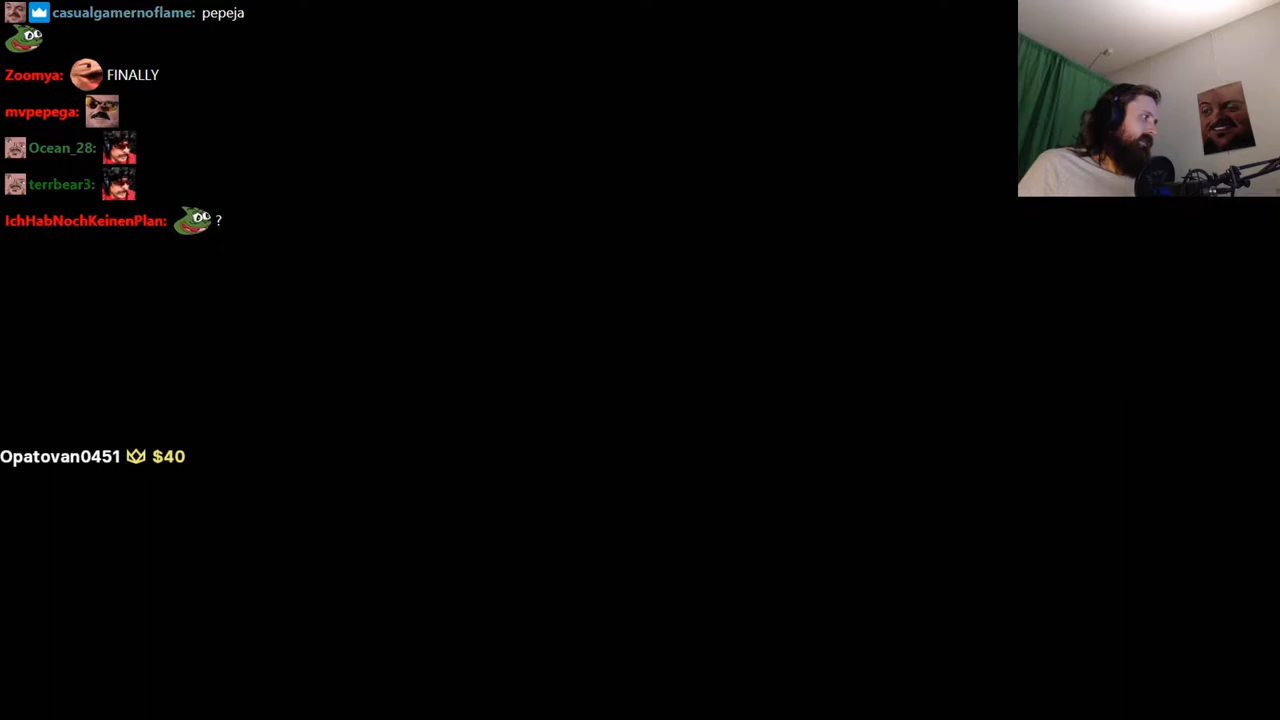 casualgamernoflame: pepeja
Zoomya: FINALLY
mvpepega:
Ocean_28:
terrbear3:
IchHabNochKeinenPlan: ?
Opatovan0451 $40